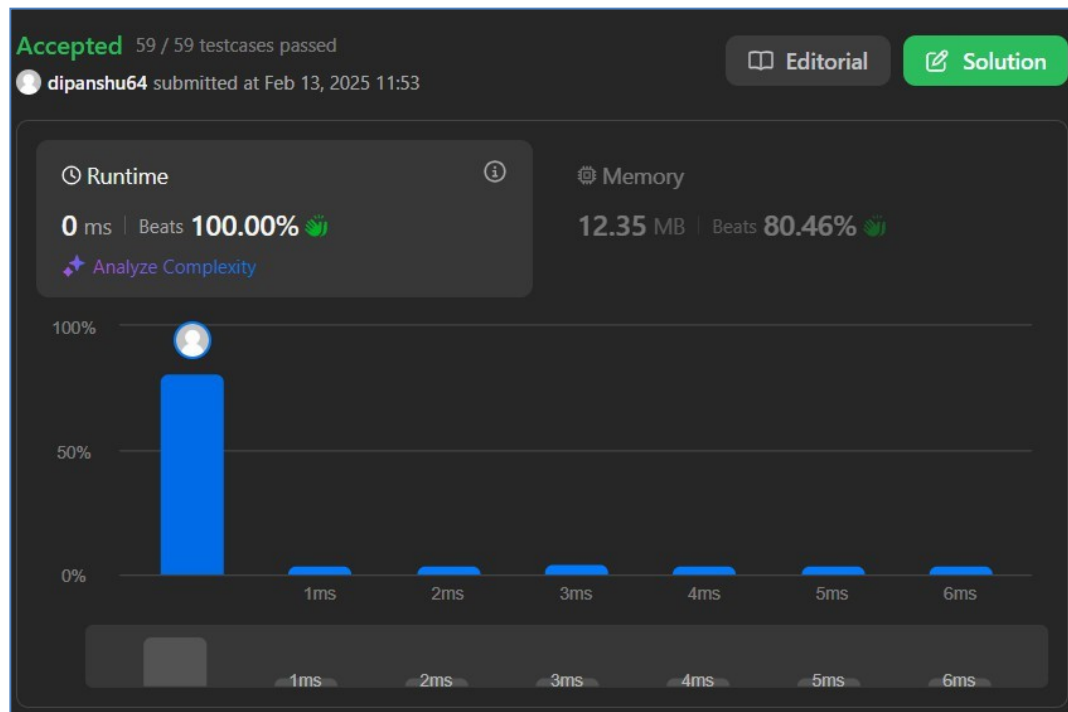 Accepted 59 / 59 testcases passed
dipanshu64 submitted at Feb 13, 2025 11:53
Editorial
Solution
Runtime
0 ms | Beats 100.00%
Analyze Complexity
Memory
12.35 MB | Beats 80.46%
100%
50%
0%
1ms 2ms 3ms 4ms 5ms 6ms
1ms 2ms 3ms 4ms 5ms 6ms